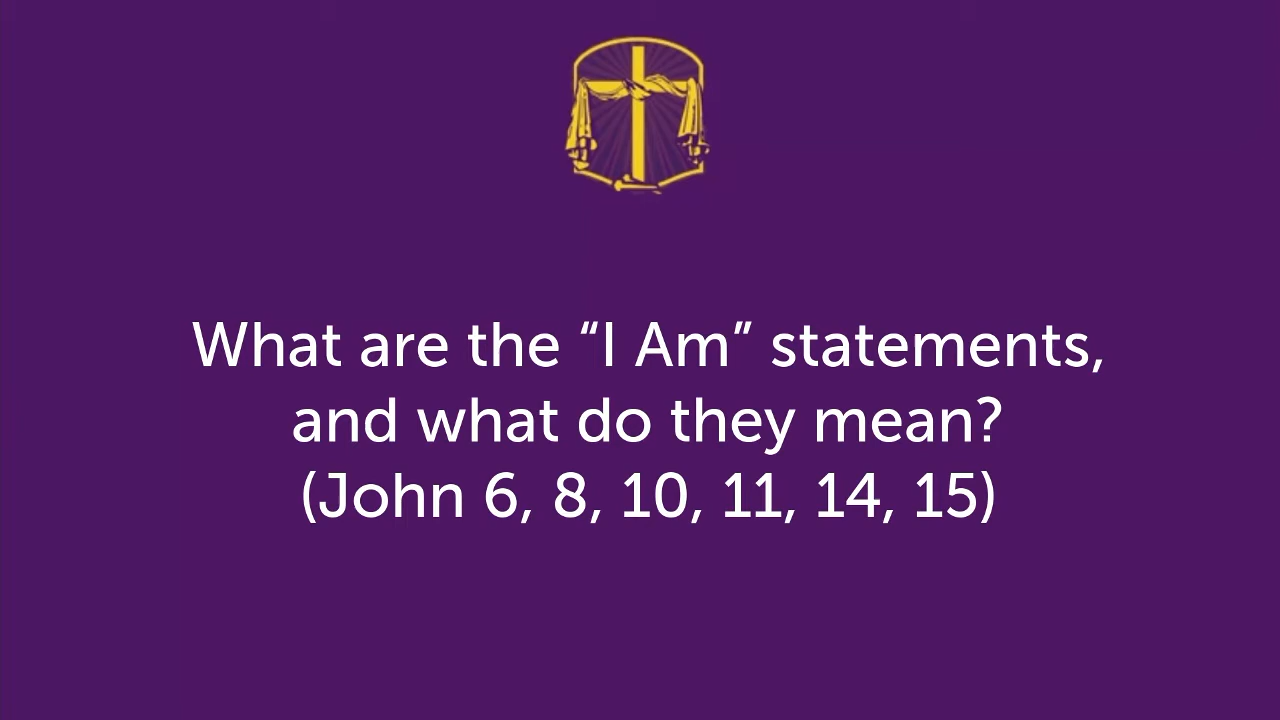 What are the “I Am” statements,
and what do they mean?
(John 6, 8, 10, 11, 14, 15)